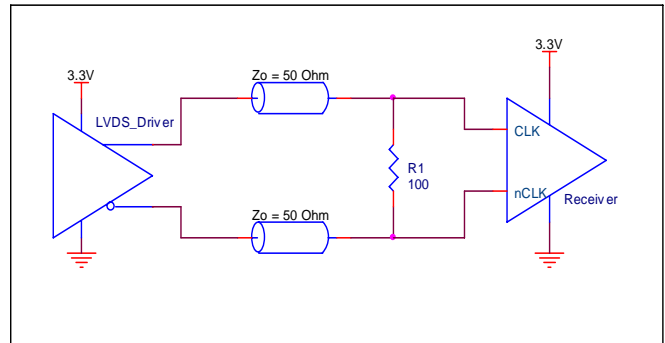 3.3V
Zo = 50 Ohm
3.3V
LVDS_Driver
CLK
R1
100
nCLK
Receiver
Zo = 50 Ohm